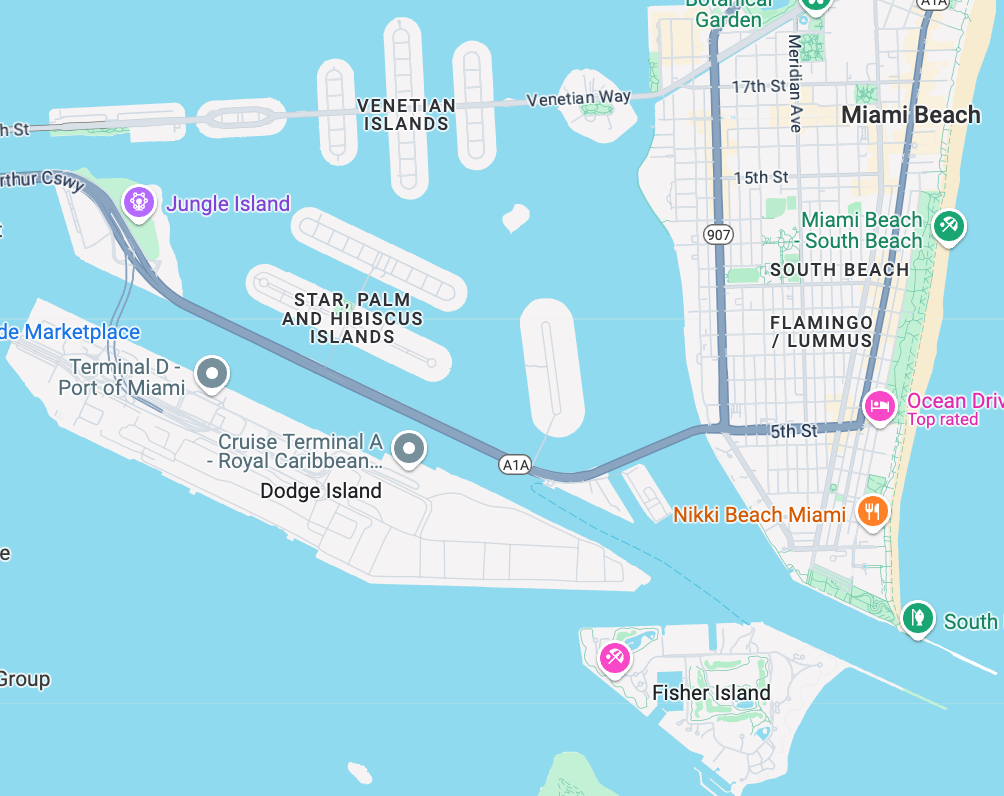 Botanical
Garden
A1A
Meridian Ave
17th St
VENETIAN
ISLANDS
Venetian Way
Miami Beach
h St
rthur Cswy
15th St
Jungle Island
Miami Beach
- South Beach
907
SOUTH BEACH
STAR, PALM
AND HIBISCUS
ISLANDS
FLAMINGO
/ LUMMUS
de Marketplace
Terminal D -
Port of Miami
Ocean Driv
Top rated
5th St
Cruise Terminal A
- Royal Caribbean...
A1A
Dodge Island
Nikki Beach Miami
e
South
Group
Fisher Island